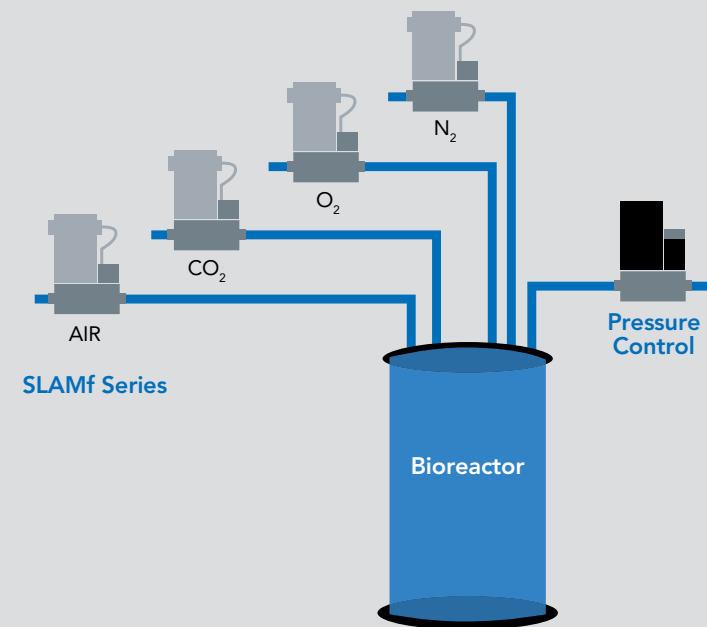 N₂
O₂
CO₂
AIR
Pressure
Control
SLAMf Series
Bioreactor